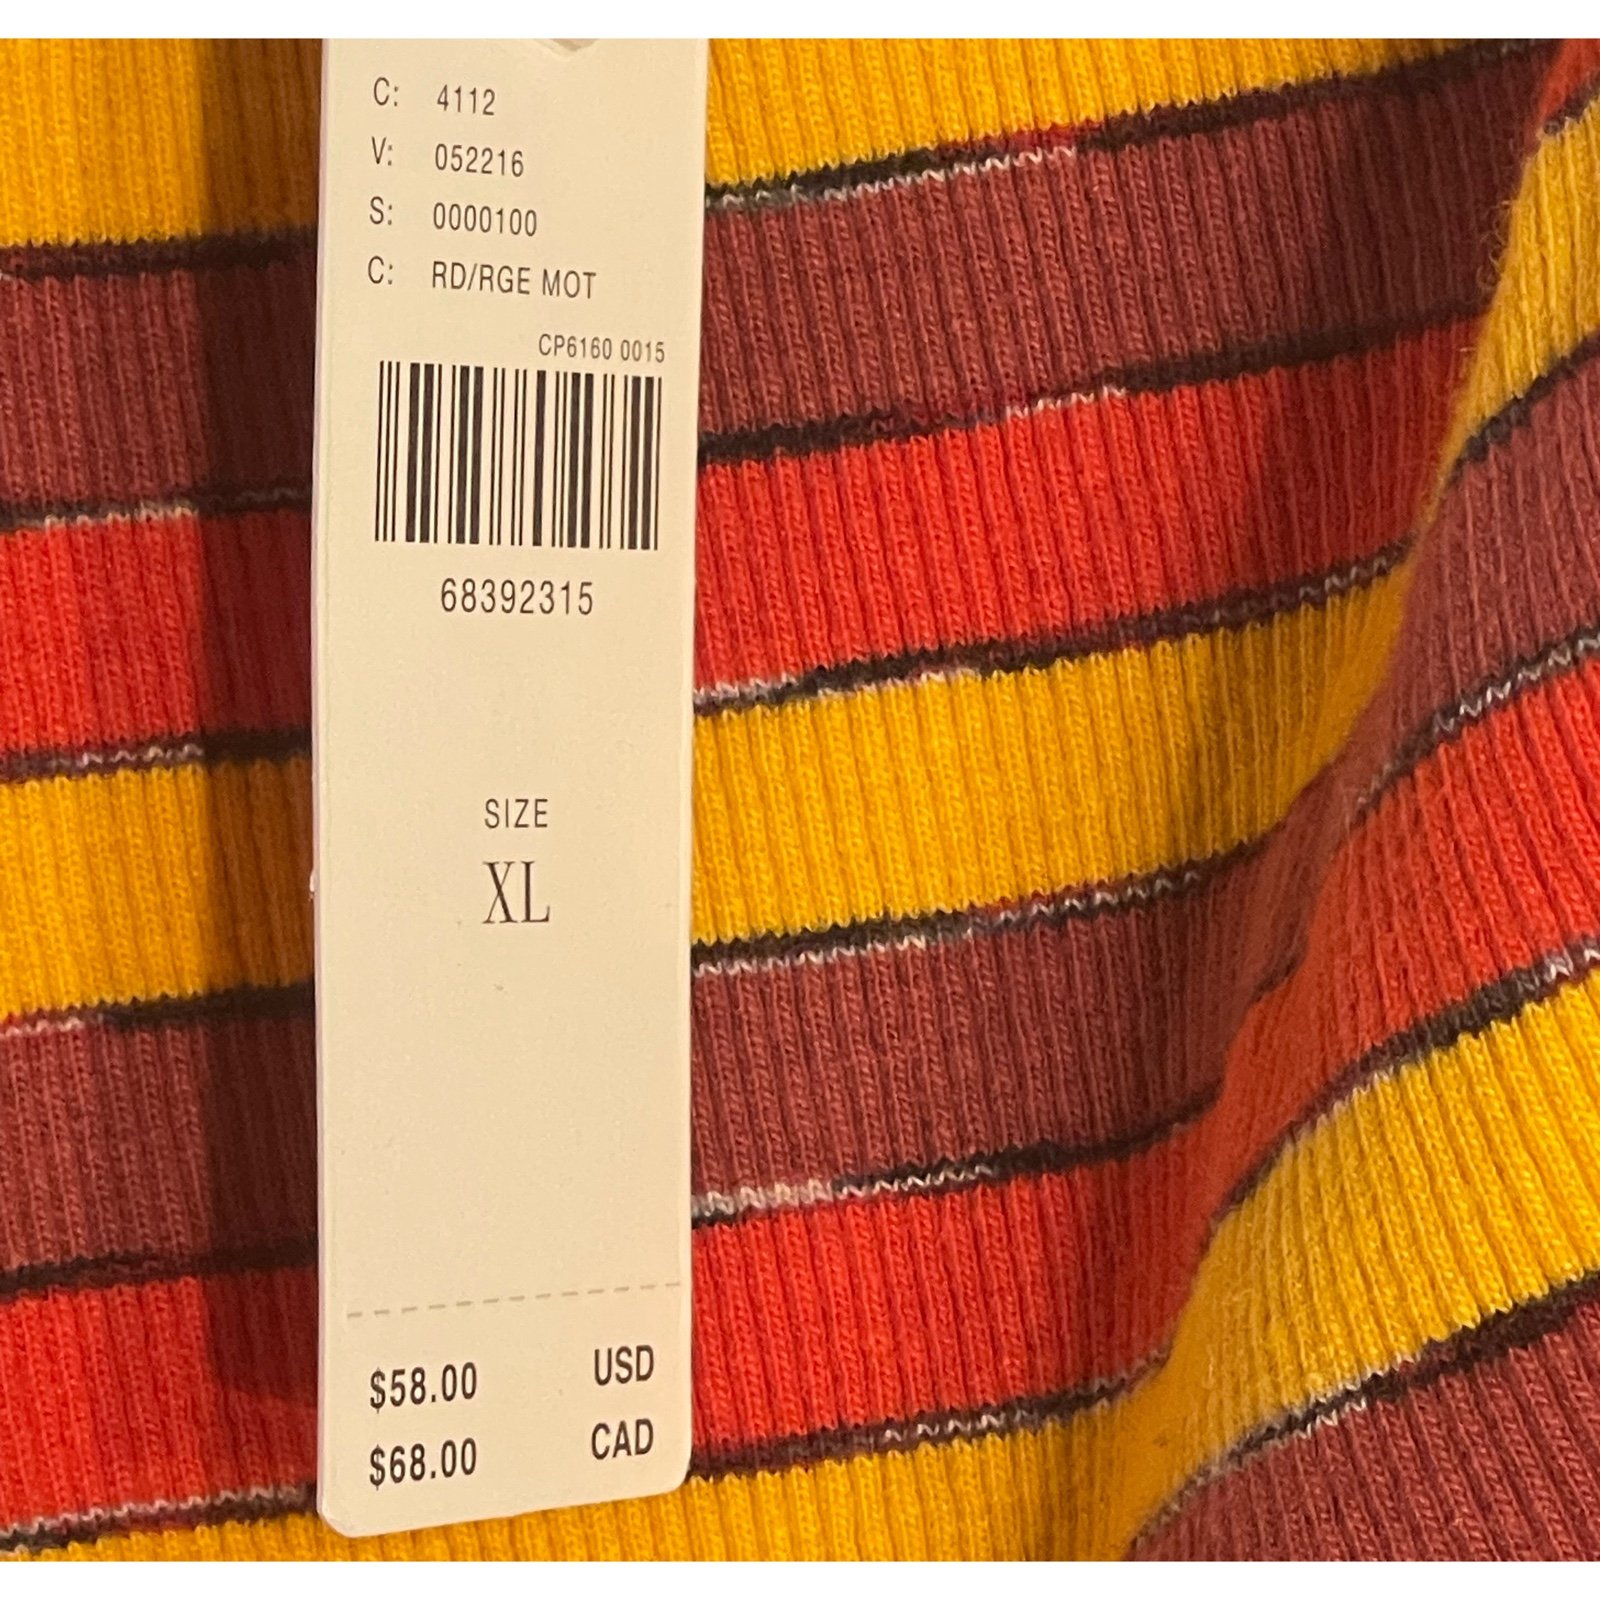 C: 4112
V: 052216
S: 0000100
C: RD/RGE MOT
CP6160 0015
68392315
SIZE
XL
$58.00 USD
$68.00 CAD